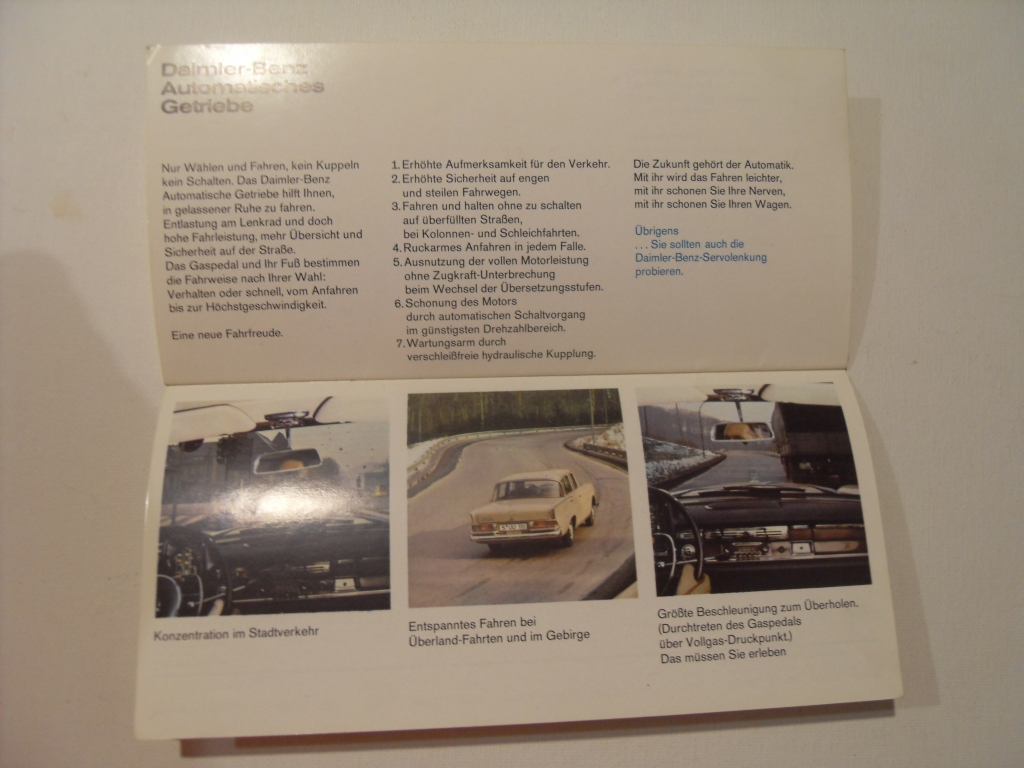 Daimler-Benz
Automatisches
Getriebe
Nur Wählen und Fahren, kein Kuppeln
kein Schalten. Das Daimler-Benz
Automatische Getriebe hilft Ihnen,
in gelassener Ruhe zu fahren.
Entlastung am Lenkrad und doch
hohe Fahrleistung, mehr Übersicht und
Sicherheit auf der Straße.
Das Gaspedal und Ihr Fuß bestimmen
die Fahrweise nach Ihrer Wahl:
Verhalten oder schnell, vom Anfahren
bis zur Höchstgeschwindigkeit.
Eine neue Fahrfreude.
1. Erhöhte Aufmerksamkeit für den Verkehr.
2. Erhöhte Sicherheit auf engen
und steilen Fahrwegen.
3. Fahren und halten ohne zu schalten
auf überfüllten Straßen,
bei Kolonnen- und Schleichfahrten.
4. Ruckarmes Anfahren in jedem Falle.
5. Ausnutzung der vollen Motorleistung
ohne Zugkraft-Unterbrechung
beim Wechsel der Übersetzungsstufen.
6. Schonung des Motors
durch automatischen Schaltvorgang
im günstigsten Drehzahlbereich.
7. Wartungsarm durch
verschleißfreie hydraulische Kupplung.
Die Zukunft gehört der Automatik.
Mit ihr wird das Fahren leichter,
mit ihr schonen Sie Ihre Nerven,
mit ihr schonen Sie Ihren Wagen.
Übrigens
... Sie sollten auch die
Daimler-Benz-Servolenkung
probieren.
Konzentration im Stadtverkehr
Entspanntes Fahren bei
Überland-Fahrten und im Gebirge
Größte Beschleunigung zum Überholen.
(Durchtreten des Gaspedals
über Vollgas-Druckpunkt.)
Das müssen Sie erleben